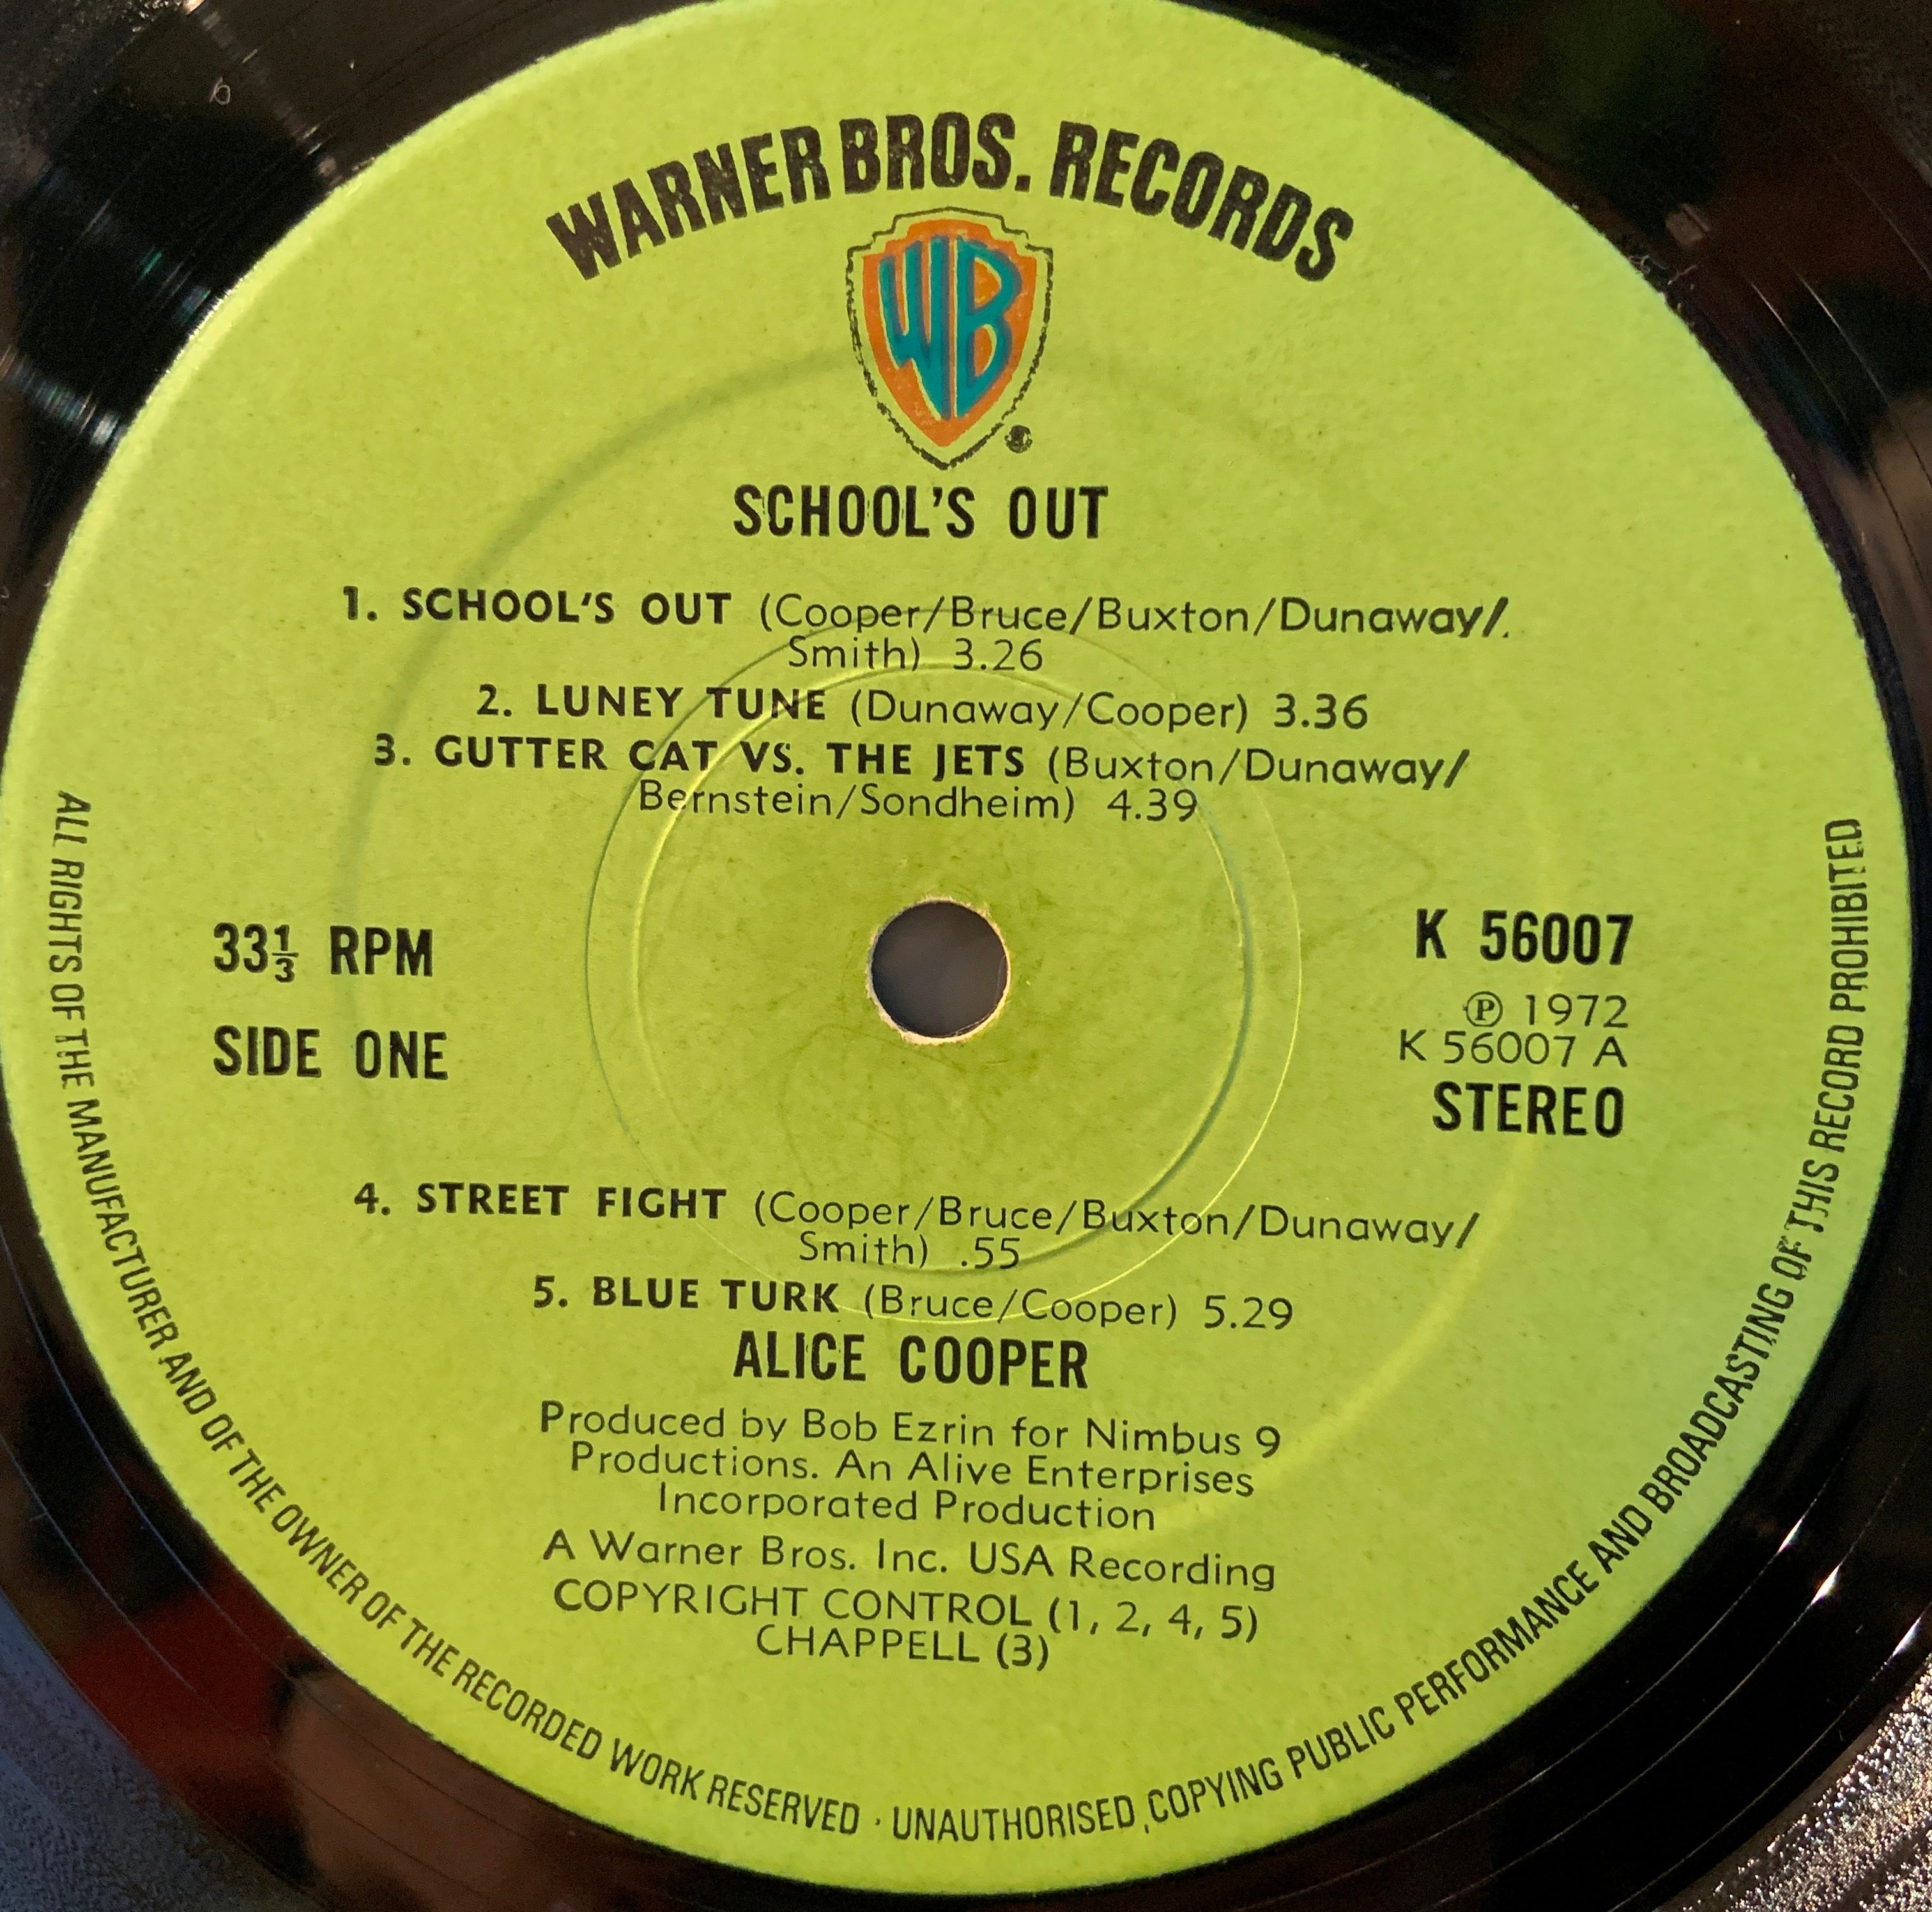 WARNER BROS. RECORDS
WB
SCHOOL'S OUT
1. SCHOOL'S OUT (Cooper/Bruce/Buxton/Dunaway/
Smith) 3.26
2. LUNEY TUNE (Dunaway/Cooper) 3.36
3. GUTTER CAT VS. THE JETS (Buxton/Dunaway/
Bernstein/Sondheim) 4.39
33⅓ RPM
SIDE ONE
K 56007
℗ 1972
K 56007 A
STEREO
4. STREET FIGHT (Cooper/Bruce/Buxton/Dunaway/
Smith) .55
5. BLUE TURK (Bruce/Cooper) 5.29
ALICE COOPER
Produced by Bob Ezrin for Nimbus 9
Productions. An Alive Enterprises
Incorporated Production
A Warner Bros. Inc. USA Recording
COPYRIGHT CONTROL (1, 2, 4, 5)
CHAPPELL (3)
ALL RIGHTS OF THE MANUFACTURER AND OF THE OWNER OF THE RECORDED WORK RESERVED · UNAUTHORISED COPYING PUBLIC PERFORMANCE AND BROADCASTING OF THIS RECORD PROHIBITED